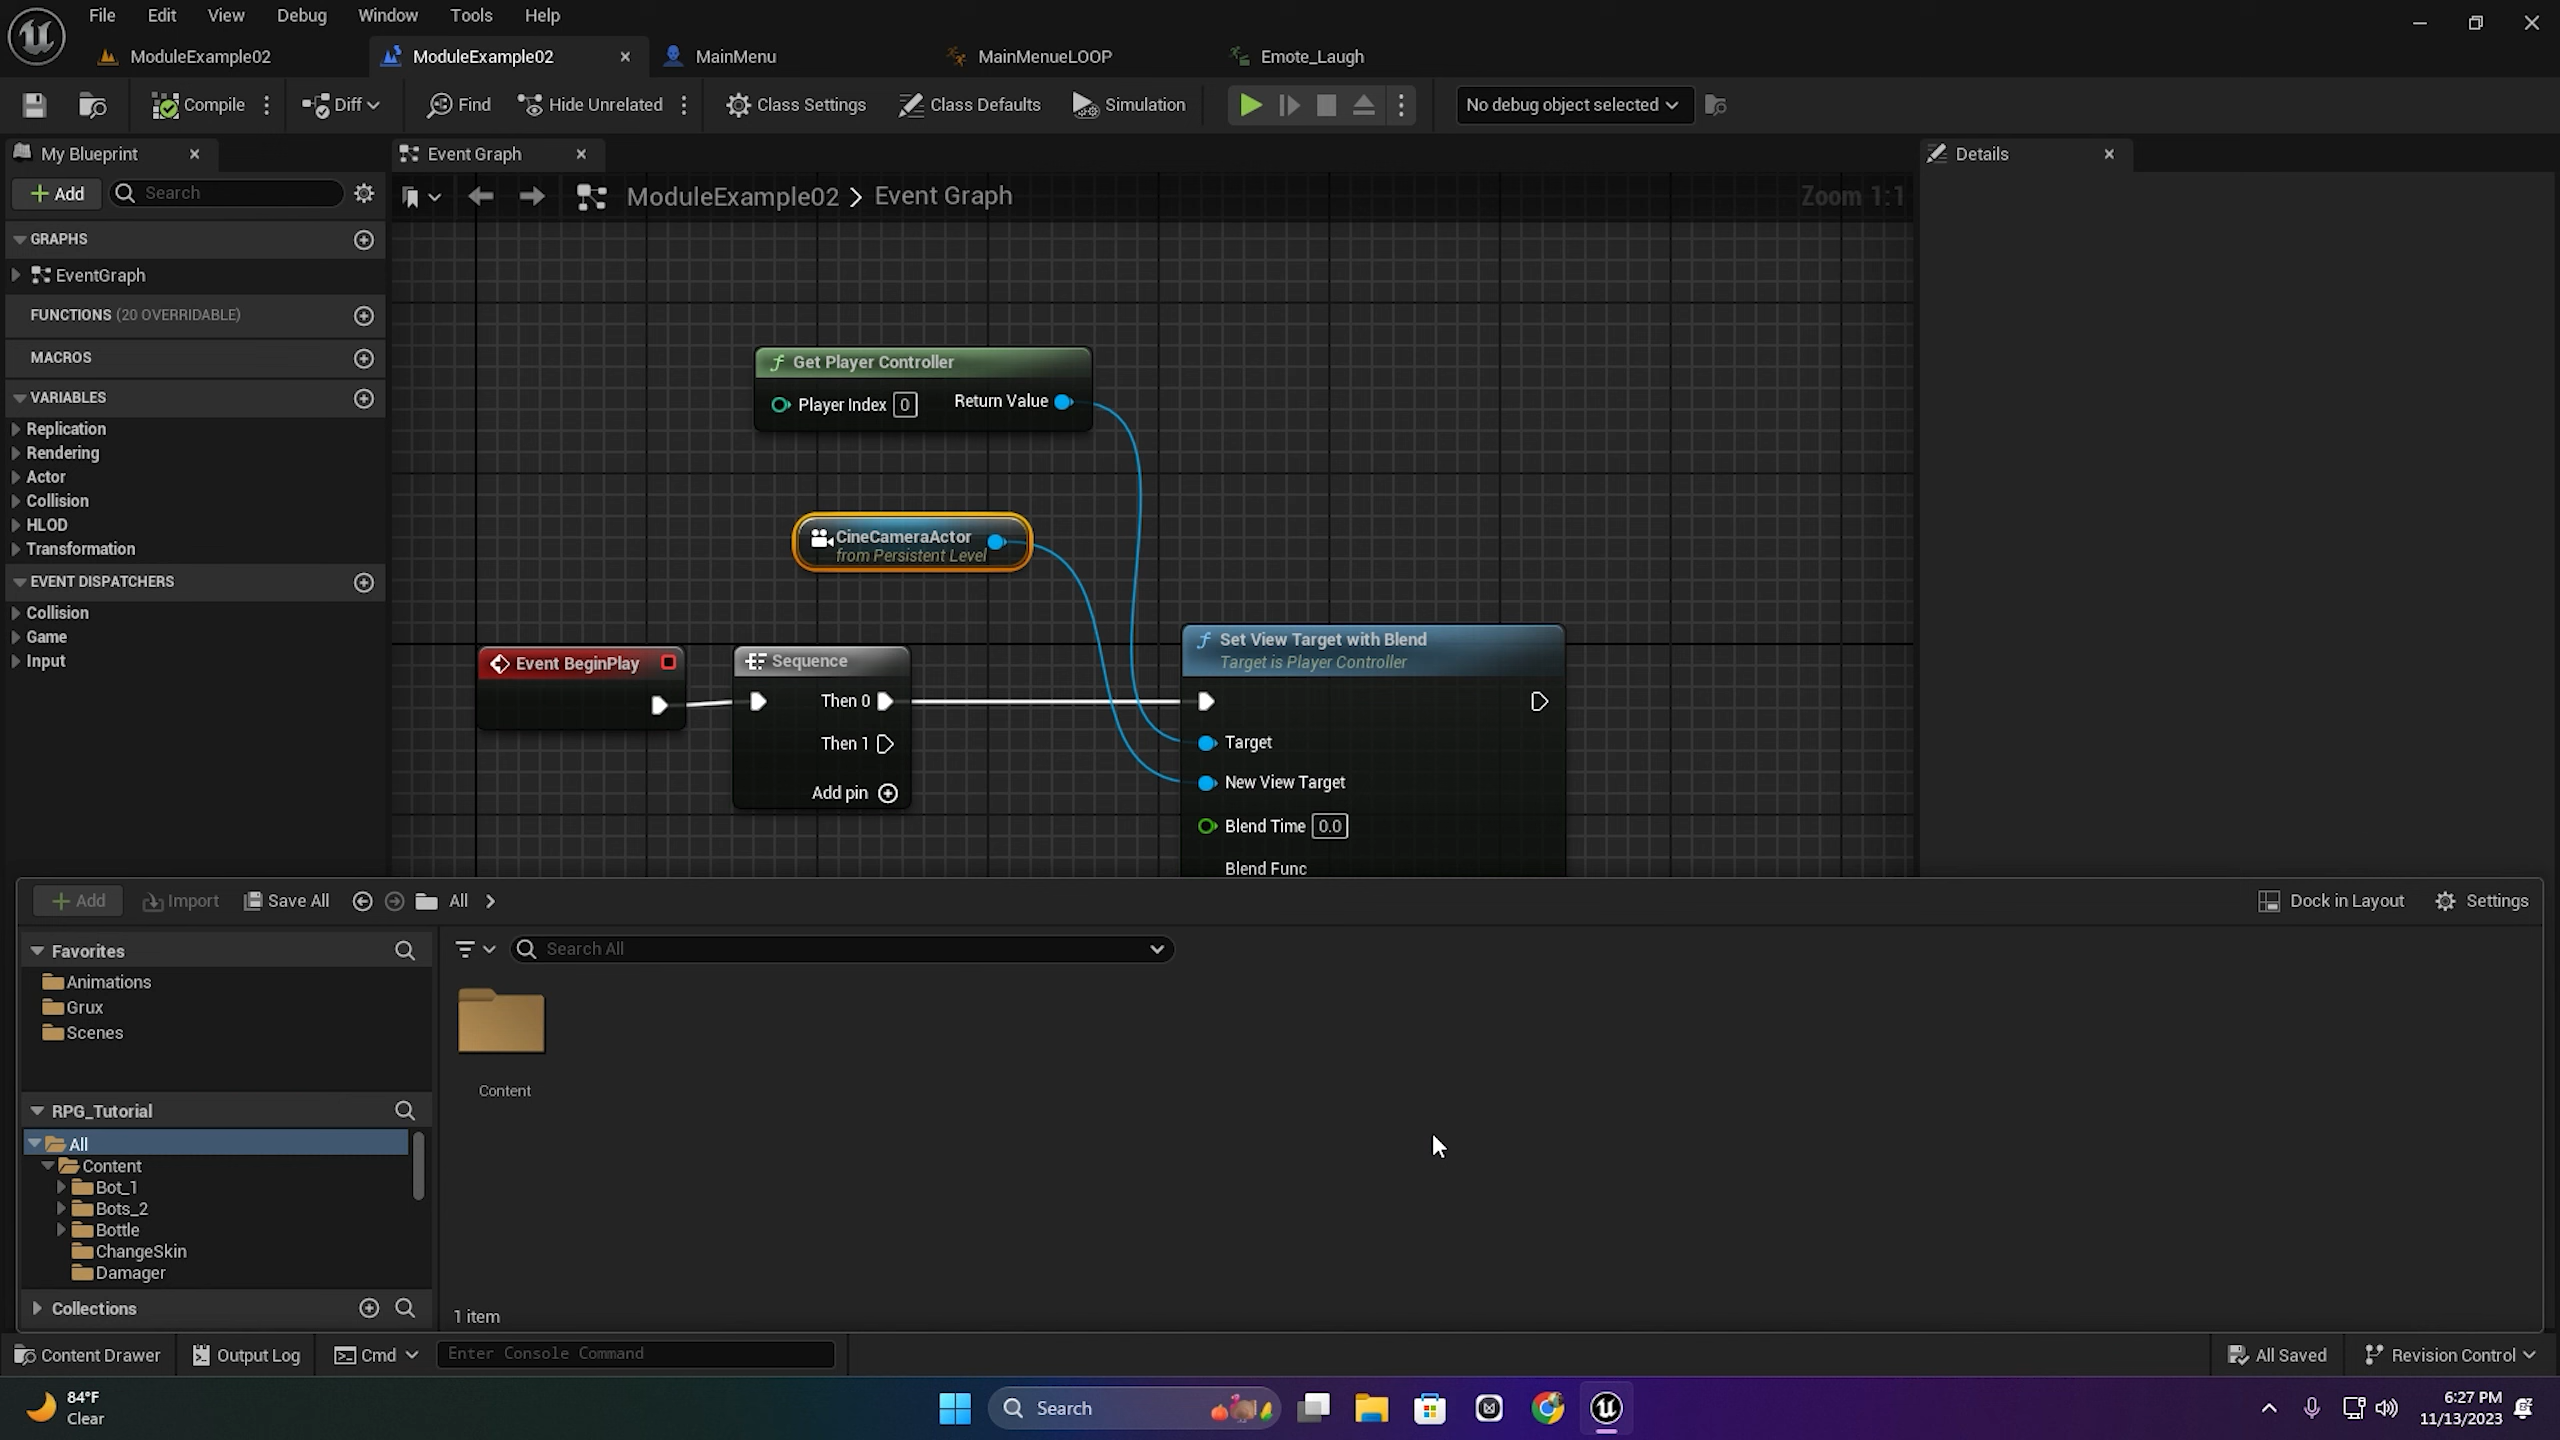 File Edit View Debug Window Tools Help
ModuleExample02 ModuleExample02 MainMenu MainMenueLOOP Emote_Laugh
Compile Diff Find Hide Unrelated Class Settings Class Defaults Simulation No debug object selected
My Blueprint Event Graph Details
Add Search ModuleExample02 > Event Graph Zoom 1:1
GRAPHS
EventGraph
FUNCTIONS (20 OVERRIDABLE)
MACROS
VARIABLES
Replication
Rendering
Actor
Collision
HLOD
Transformation
EVENT DISPATCHERS
Collision
Game
Input
f Get Player Controller
Player Index 0 Return Value
CineCameraActor
from Persistent Level
Event BeginPlay
Sequence
Then 0
Then 1
Add pin
f Set View Target with Blend
Target is Player Controller
Target
New View Target
Blend Time 0.0
Blend Func
Add Import Save All All Dock in Layout Settings
Favorites
Animations
Grux
Scenes
RPG_Tutorial
All
Content
Bot_1
Bots_2
Bottle
ChangeSkin
Damager
Collections
Search All
Content
1 item
Content Drawer Output Log Cmd Enter Console Command All Saved Revision Control
84°F
Clear
Search
6:27 PM
11/13/2023